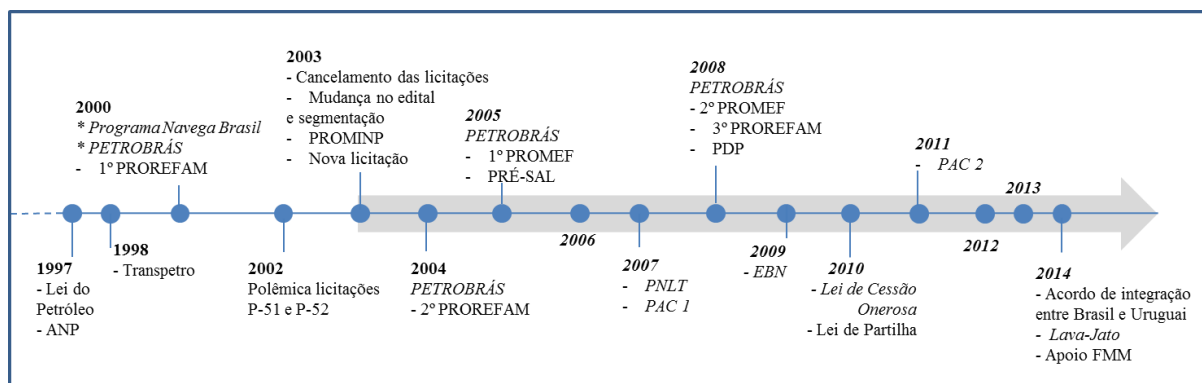 2000
* Programa Navega Brasil
* PETROBRÁS
- 1º PROREFAM
2003
- Cancelamento das licitações
- Mudança no edital
e segmentação
- PROMINP
- Nova licitação
2005
PETROBRÁS
- 1º PROMEF
- PRÉ-SAL
2008
PETROBRÁS
- 2º PROMEF
- 3º PROREFAM
- PDP
2011
- PAC 2
2013
1997
- Lei do
Petróleo
- ANP
1998
- Transpetro
2002
Polêmica licitações
P-51 e P-52
2004
PETROBRÁS
- 2º PROREFAM
2006
2007
- PNLT
- PAC 1
2009
- EBN
2010
- Lei de Cessão
Onerosa
- Lei de Partilha
2012
2014
- Acordo de integração
entre Brasil e Uruguai
- Lava-Jato
- Apoio FMM